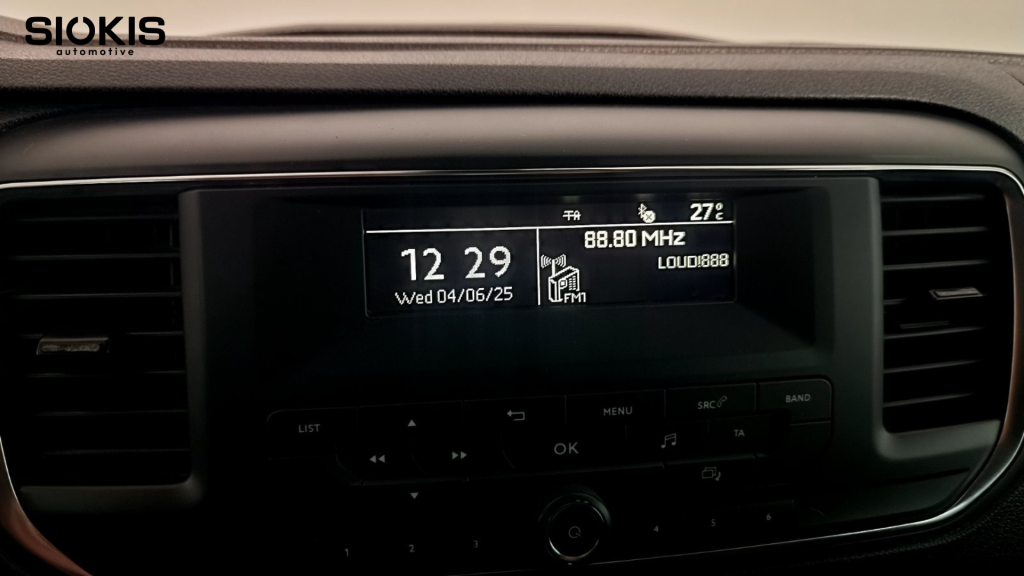 SIOKIS
automotive
TA 27°C
88.80 MHz
12 29
LOUD!888
Wed 04/06/25
FM1
LIST
MENU
SRC
BAND
OK
TA
1 2 3 4 5 6